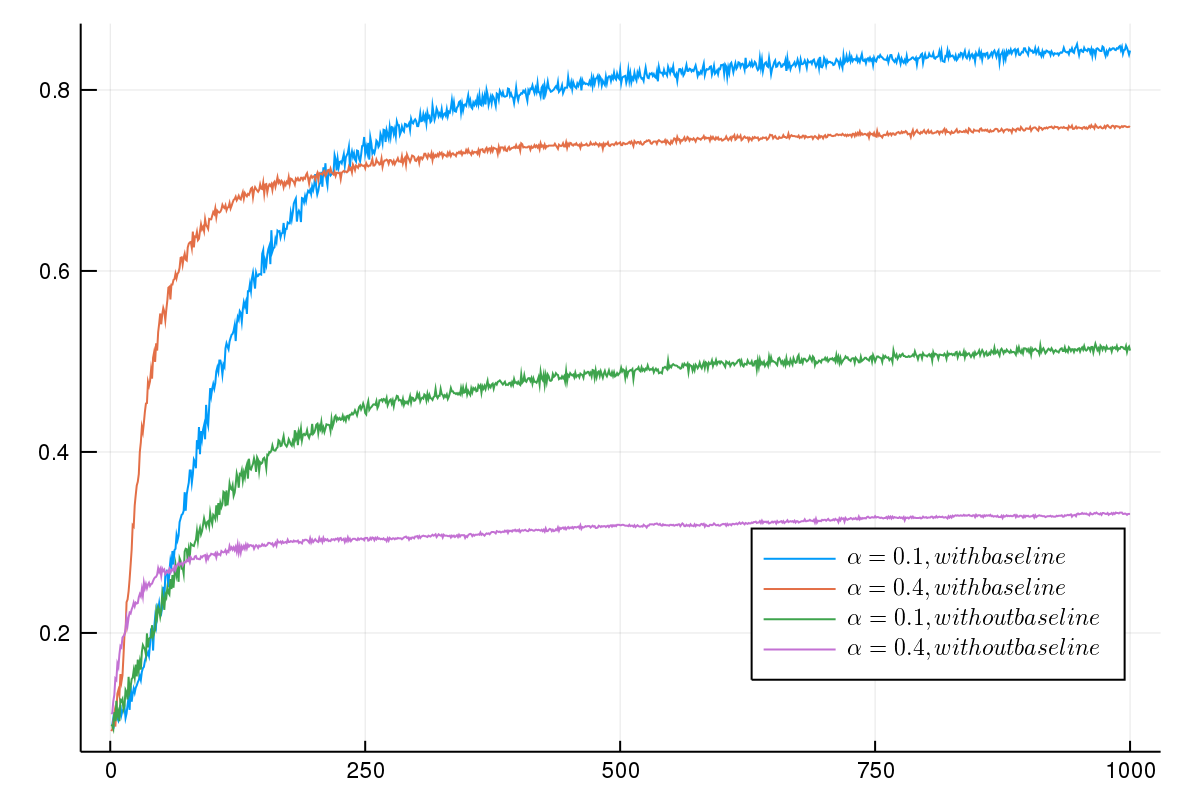 0.8
0.6
0.4
0.2
α = 0.1, withbaseline
α = 0.4, withbaseline
α = 0.1, withoutbaseline
α = 0.4, withoutbaseline
0 250 500 750 1000